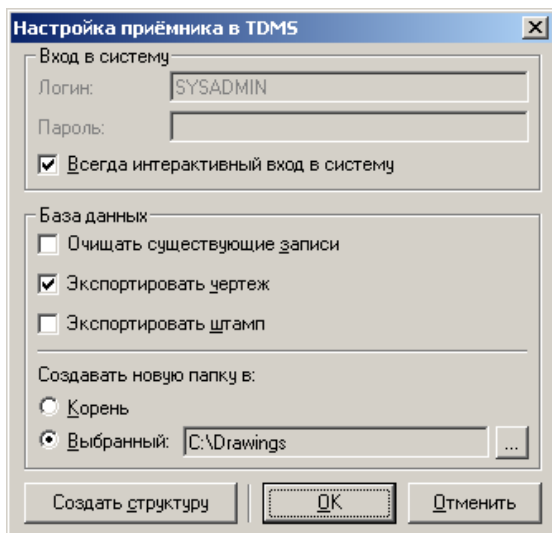 Настройка приёмника в TDMS
Вход в систему
Логин: SYSADMIN
Пароль:
Всегда интерактивный вход в систему
База данных
Очищать существующие записи
Экспортировать чертеж
Экспортировать штамп
Создавать новую папку в:
Корень
Выбранный: C:\Drawings ...
Создать структуру OK Отменить